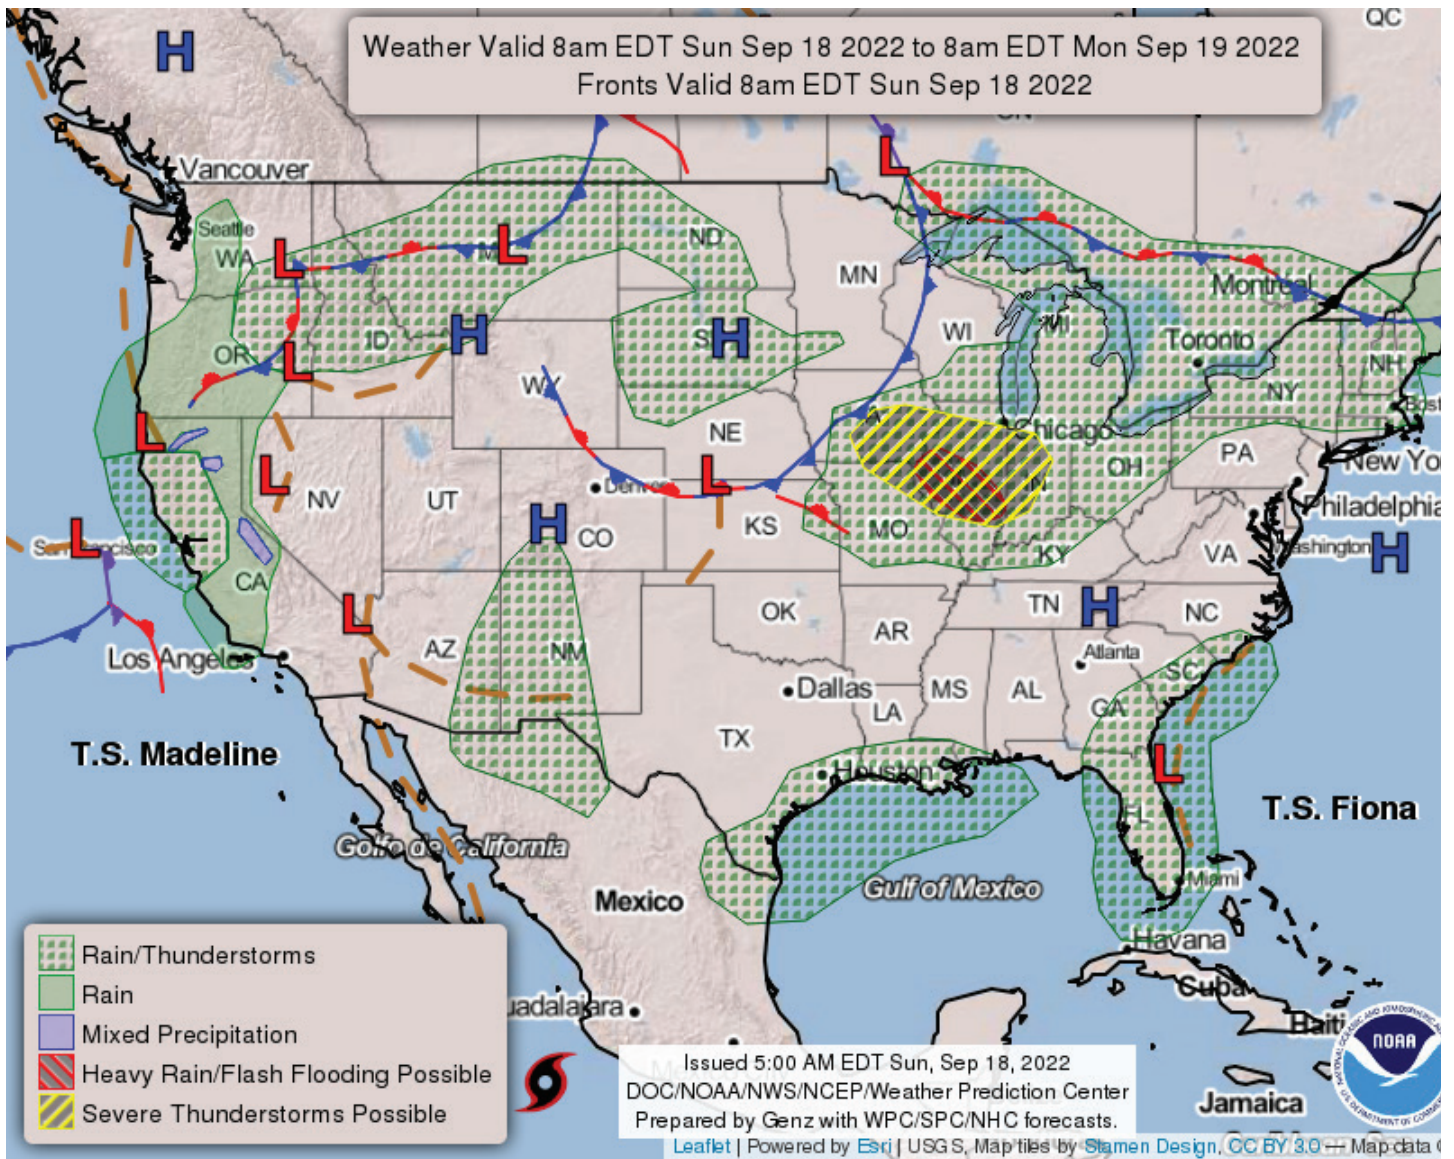 QC
H
Weather Valid 8am EDT Sun Sep 18 2022 to 8am EDT Mon Sep 19 2022
Fronts Valid 8am EDT Sun Sep 18 2022
L
Vancouver
Seattle
WA
L
L
ND
MN
Montreal
OR
ID
H
H
WI
MI
Toronto
NH
L
WY
NY
L
NE
Chicago
OH
PA
New Yo
L
NV
UT
Denver
L
KS
MO
Philadelphia
L
San Francisco
H
CO
KY
VA
Washington
H
CA
L
OK
TN
H
NC
AR
Los Angeles
AZ
NM
Atlanta
SC
Dallas
LA
MS
AL
GA
T.S. Madeline
TX
Houston
L
T.S. Fiona
FL
Golfo de California
Mexico
Gulf of Mexico
Miami
Havana
Cuba
Rain/Thunderstorms
Rain
Mixed Precipitation
Heavy Rain/Flash Flooding Possible
Severe Thunderstorms Possible
uadalajara
Haiti
NOAA
Jamaica
Issued 5:00 AM EDT Sun, Sep 18, 2022
DOC/NOAA/NWS/NCEP/Weather Prediction Center
Prepared by Genz with WPC/SPC/NHC forecasts.
Leaflet | Powered by Esri | USGS, Map tiles by Stamen Design, CC BY 3.0 — Map data ©